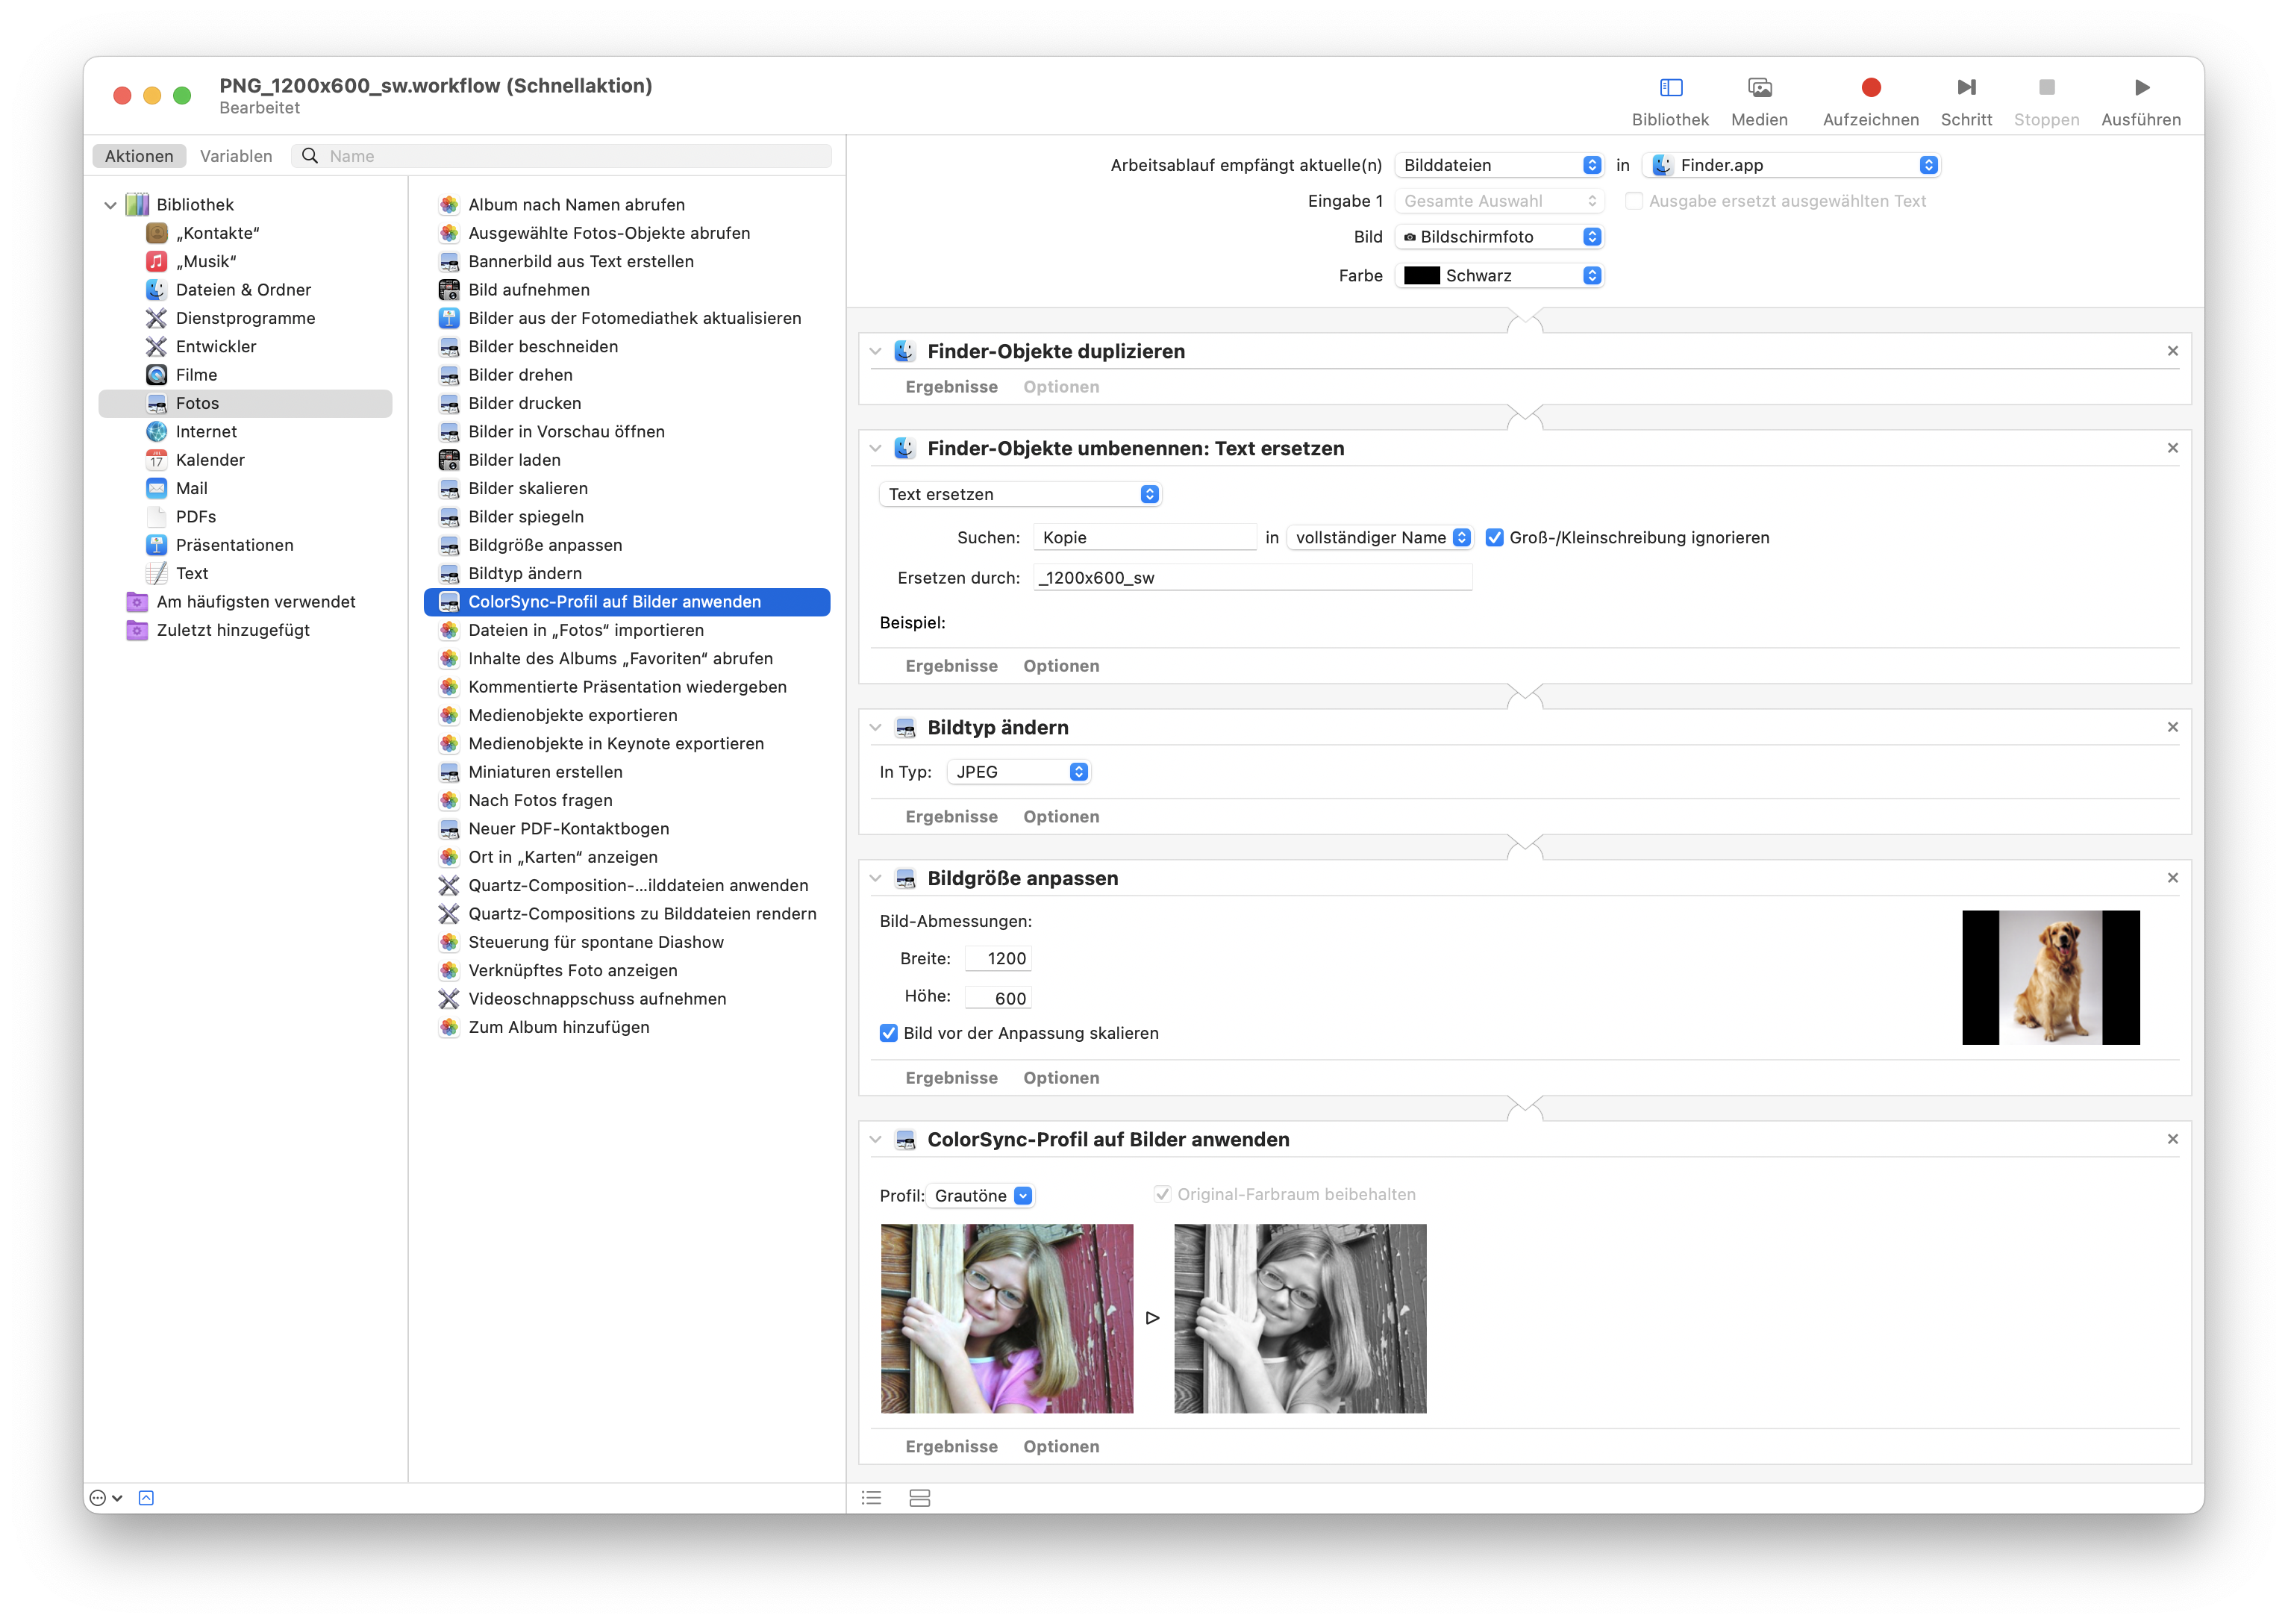 PNG_1200x600_sw.workflow (Schnellaktion)
Bearbeitet
Bibliothek
Medien
Aufzeichnen
Schritt
Stoppen
Ausführen
Aktionen
Variablen
Name
Bibliothek
„Kontakte“
„Musik“
Dateien & Ordner
Dienstprogramme
Entwickler
Filme
Fotos
Internet
Kalender
Mail
PDFs
Präsentationen
Text
Am häufigsten verwendet
Zuletzt hinzugefügt
Album nach Namen abrufen
Ausgewählte Fotos-Objekte abrufen
Bannerbild aus Text erstellen
Bild aufnehmen
Bilder aus der Fotomediathek aktualisieren
Bilder beschneiden
Bilder drehen
Bilder drucken
Bilder in Vorschau öffnen
Bilder laden
Bilder skalieren
Bilder spiegeln
Bildgröße anpassen
Bildtyp ändern
ColorSync-Profil auf Bilder anwenden
Dateien in „Fotos“ importieren
Inhalte des Albums „Favoriten“ abrufen
Kommentierte Präsentation wiedergeben
Medienobjekte exportieren
Medienobjekte in Keynote exportieren
Miniaturen erstellen
Nach Fotos fragen
Neuer PDF-Kontaktbogen
Ort in „Karten“ anzeigen
Quartz-Composition-...ilddateien anwenden
Quartz-Compositions zu Bilddateien rendern
Steuerung für spontane Diashow
Verknüpftes Foto anzeigen
Videoschnappschuss aufnehmen
Zum Album hinzufügen
Arbeitsablauf empfängt aktuelle(n) Bilddateien in Finder.app
Eingabe 1 Gesamte Auswahl Ausgabe ersetzt ausgewählten Text
Bild Bildschirmfoto
Farbe Schwarz
Finder-Objekte duplizieren
Ergebnisse Optionen
Finder-Objekte umbenennen: Text ersetzen
Text ersetzen
Suchen: Kopie in vollständiger Name Groß-/Kleinschreibung ignorieren
Ersetzen durch: _1200x600_sw
Beispiel:
Ergebnisse Optionen
Bildtyp ändern
In Typ: JPEG
Ergebnisse Optionen
Bildgröße anpassen
Bild-Abmessungen:
Breite: 1200
Höhe: 600
Bild vor der Anpassung skalieren
Ergebnisse Optionen
ColorSync-Profil auf Bilder anwenden
Profil: Grautöne Original-Farbraum beibehalten
Ergebnisse Optionen